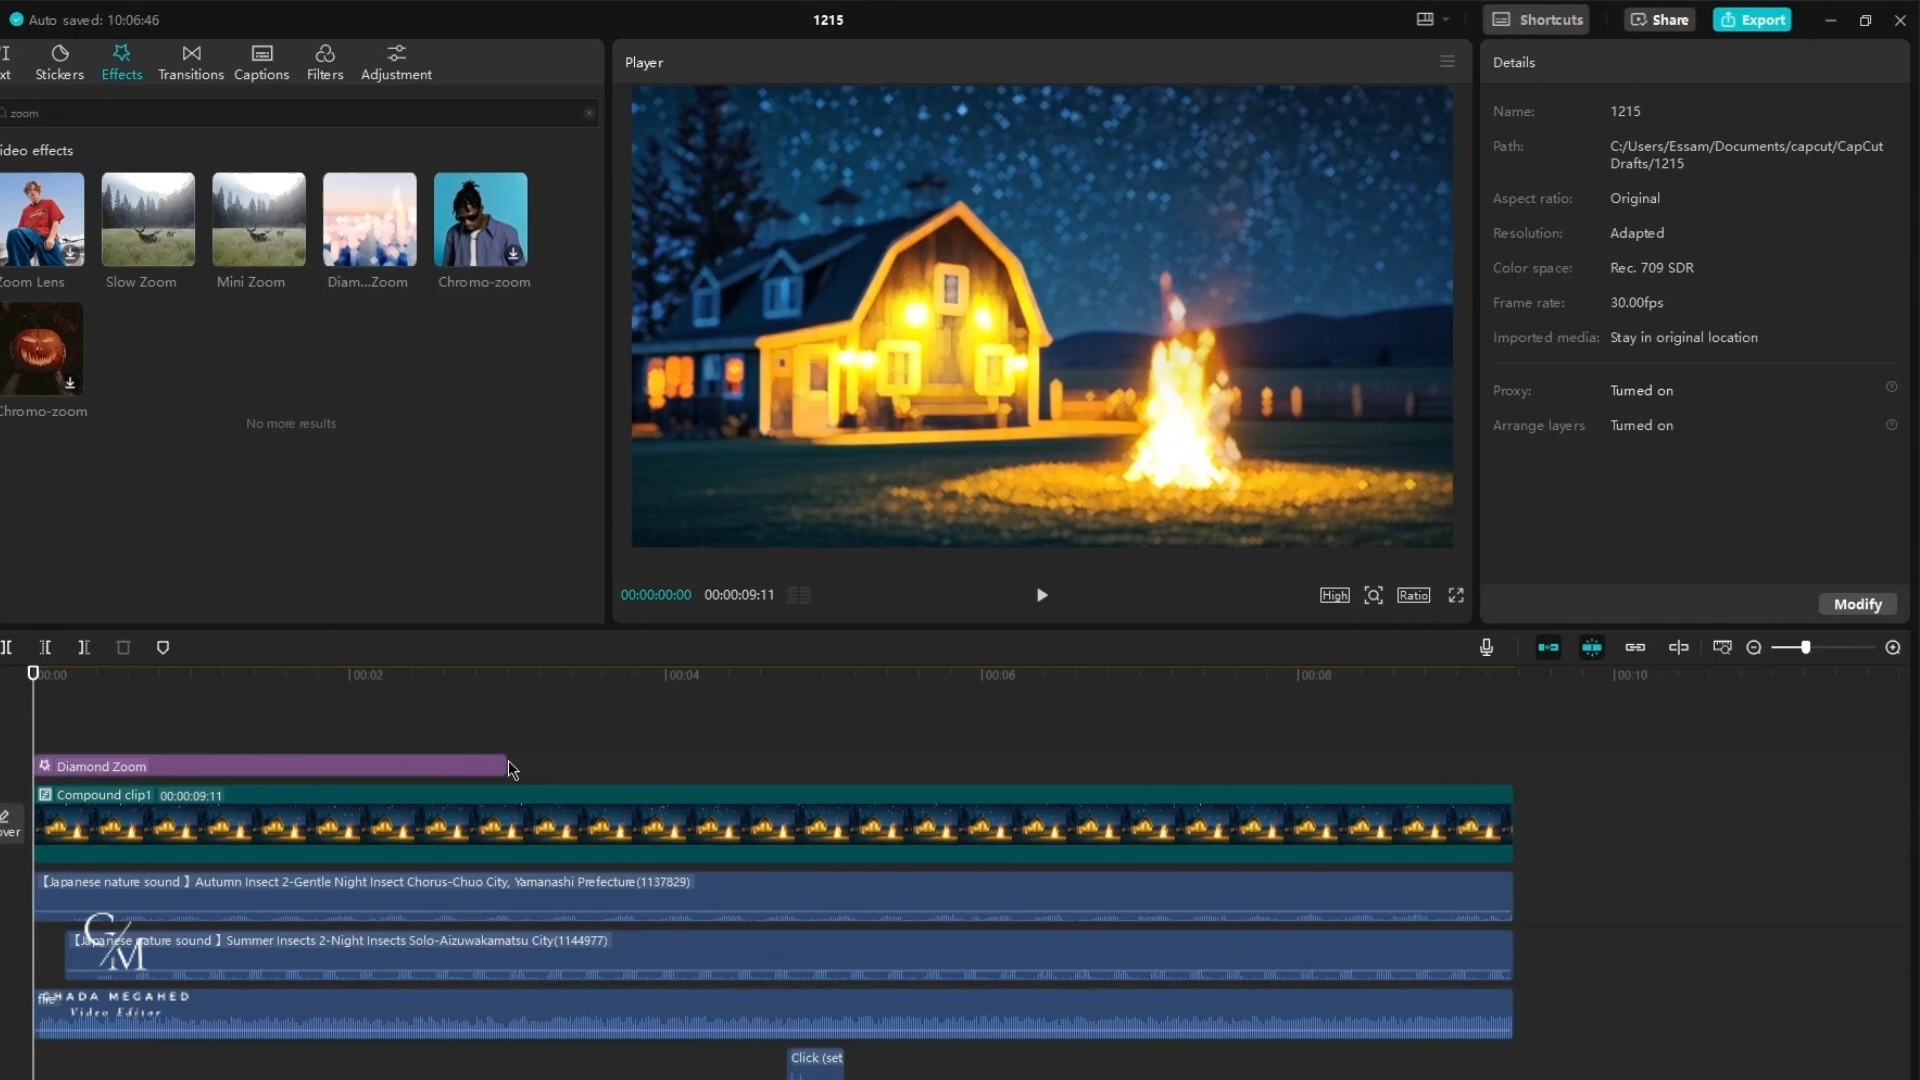 Auto saved: 10:06:46
1215
Shortcuts
Share
Export
xt
Stickers
Effects
Transitions
Captions
Filters
Adjustment
zoom
ideo effects
Zoom Lens
Slow Zoom
Mini Zoom
Diam...Zoom
Chromo-zoom
Chromo-zoom
No more results
Player
00:00:00:00
00:00:09:11
High
Ratio
Details
Name: 1215
Path: C:/Users/Essam/Documents/capcut/CapCut
Drafts/1215
Aspect ratio: Original
Resolution: Adapted
Color space: Rec. 709 SDR
Frame rate: 30.00fps
Imported media: Stay in original location
Proxy: Turned on
Arrange layers Turned on
Modify
00:00
00:02
00:04
00:06
00:08
00:10
Diamond Zoom
Compound clip1 00:00:09:11
over
【Japanese nature sound 】Autumn Insect 2-Gentle Night Insect Chorus-Chuo City, Yamanashi Prefecture(1137829)
【Japanese nature sound 】Summer Insects 2-Night Insects Solo-Aizuwakamatsu City(1144977)
GM
fire
GHADA MEGAHED
Video Editor
Click (set